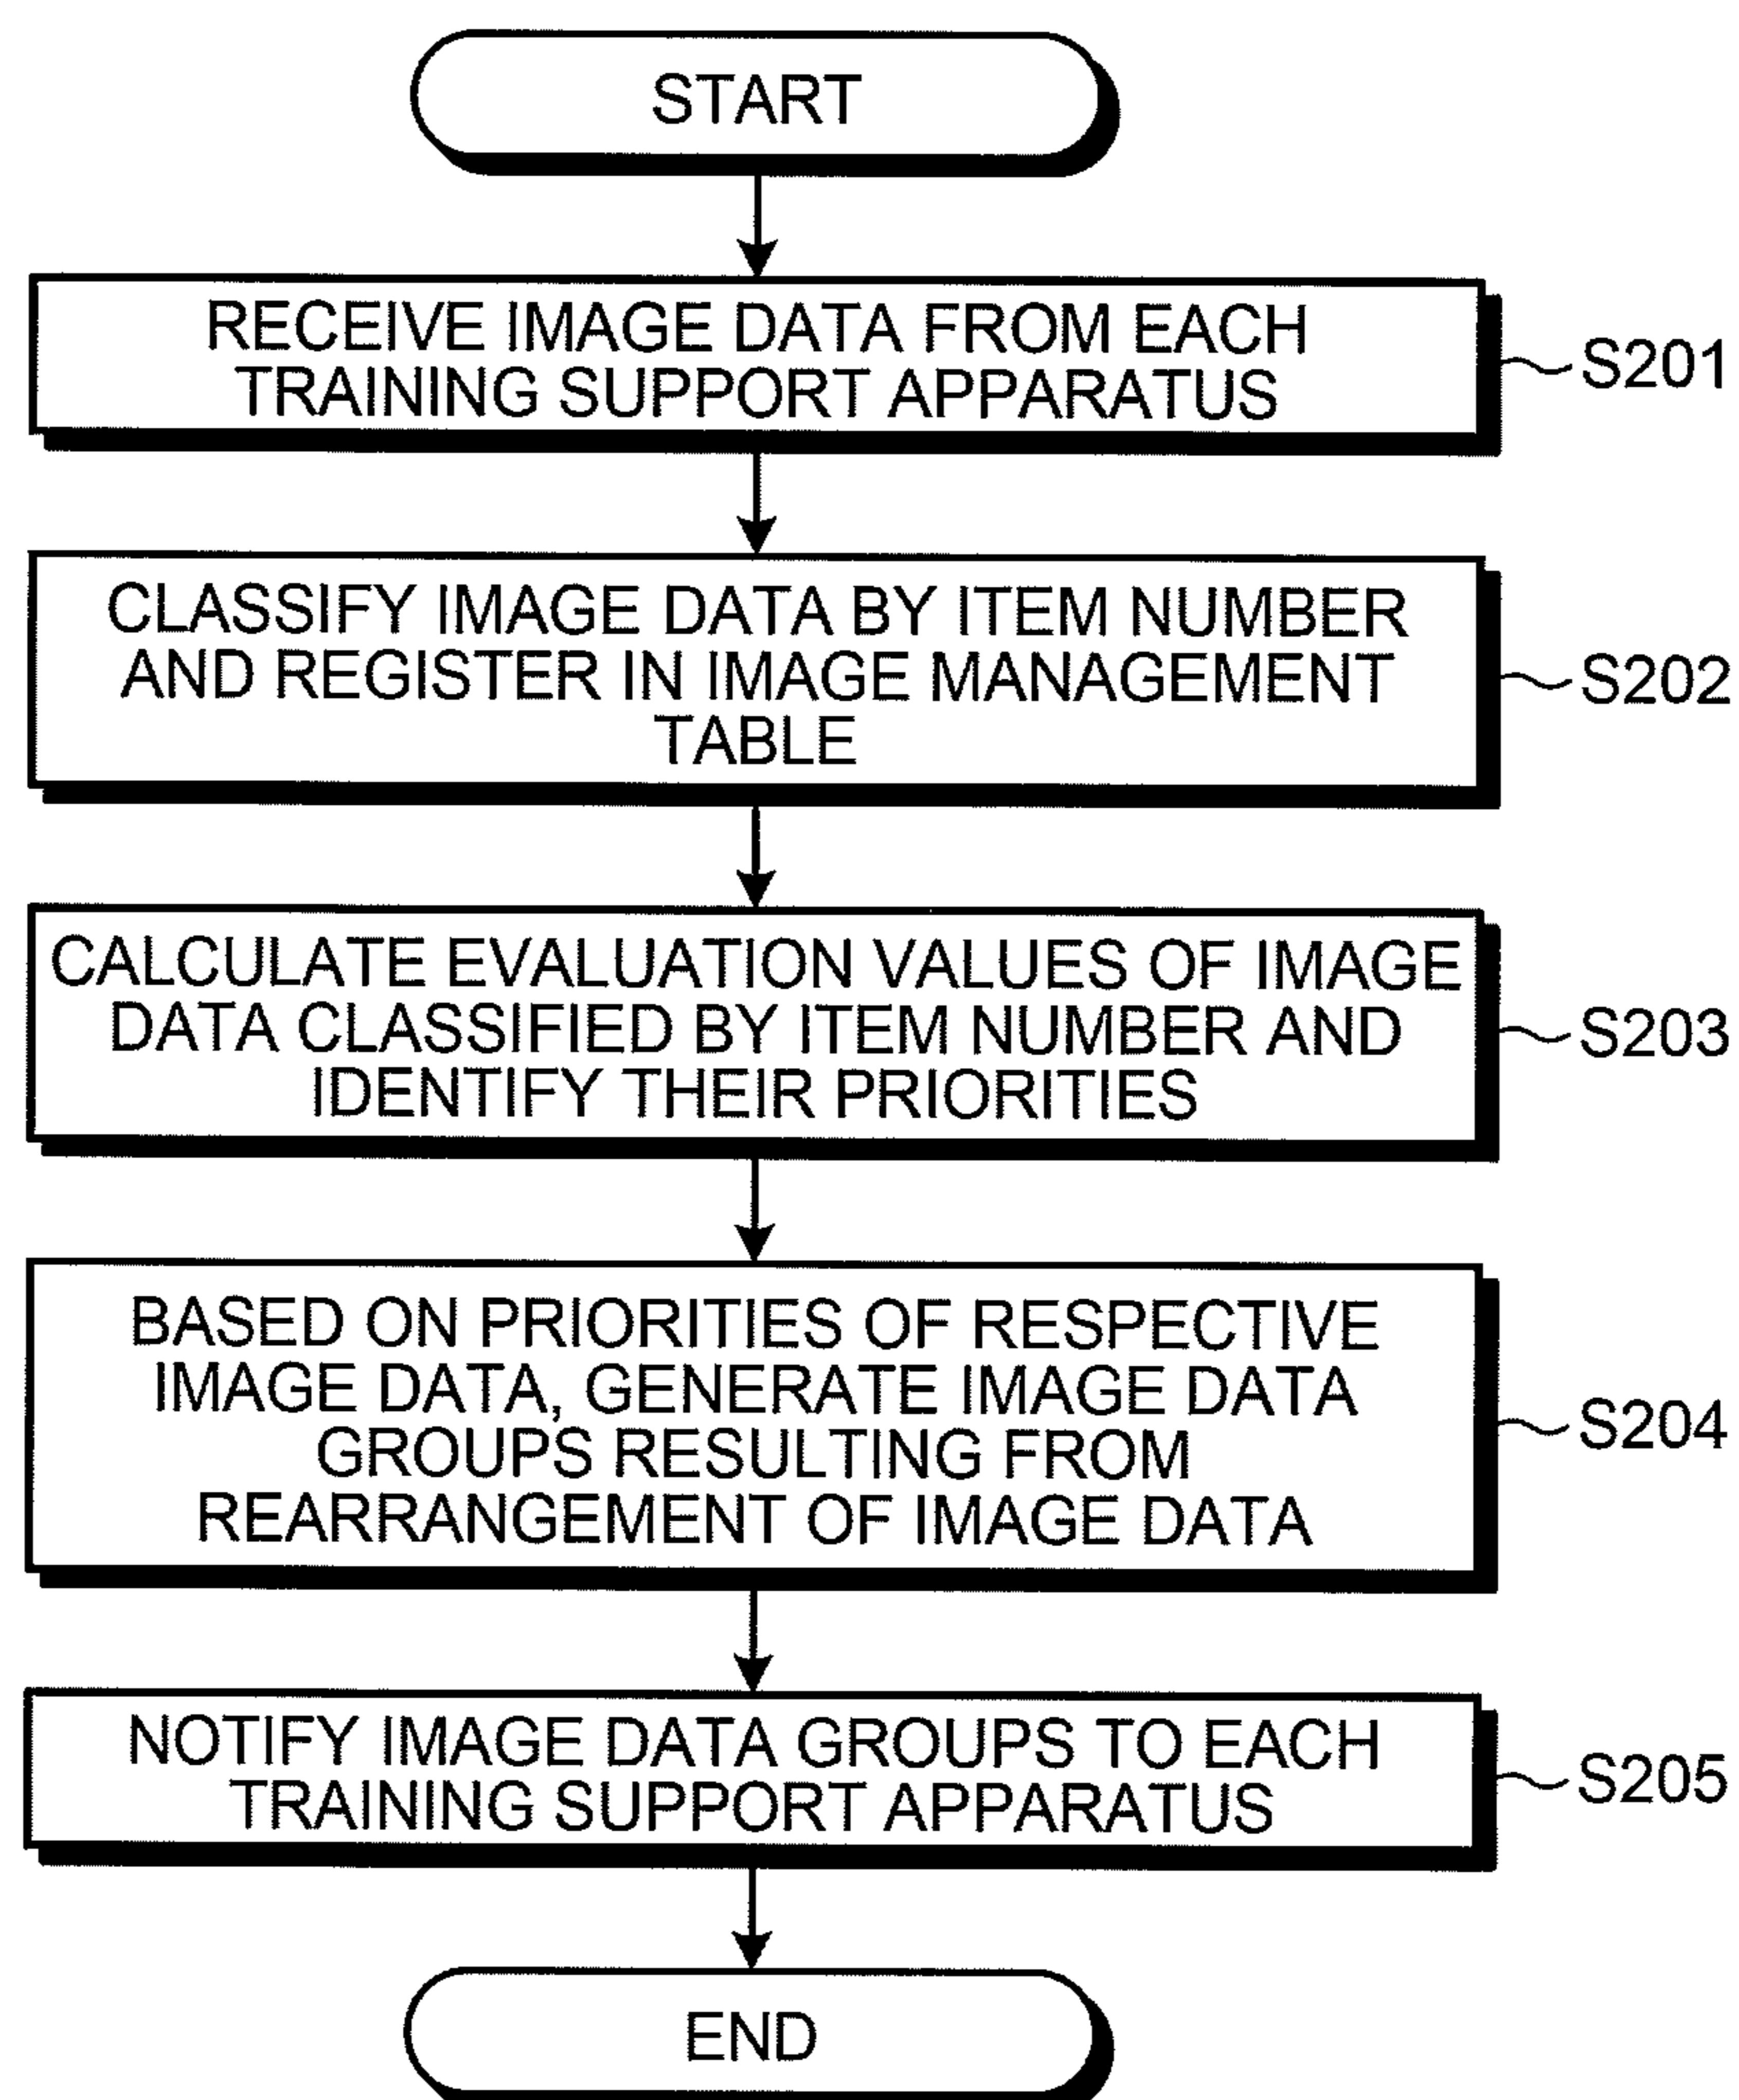 START
RECEIVE IMAGE DATA FROM EACH
TRAINING SUPPORT APPARATUS
S201
CLASSIFY IMAGE DATA BY ITEM NUMBER
AND REGISTER IN IMAGE MANAGEMENT
TABLE
S202
CALCULATE EVALUATION VALUES OF IMAGE
DATA CLASSIFIED BY ITEM NUMBER AND
IDENTIFY THEIR PRIORITIES
S203
BASED ON PRIORITIES OF RESPECTIVE
IMAGE DATA, GENERATE IMAGE DATA
GROUPS RESULTING FROM
REARRANGEMENT OF IMAGE DATA
S204
NOTIFY IMAGE DATA GROUPS TO EACH
TRAINING SUPPORT APPARATUS
S205
END